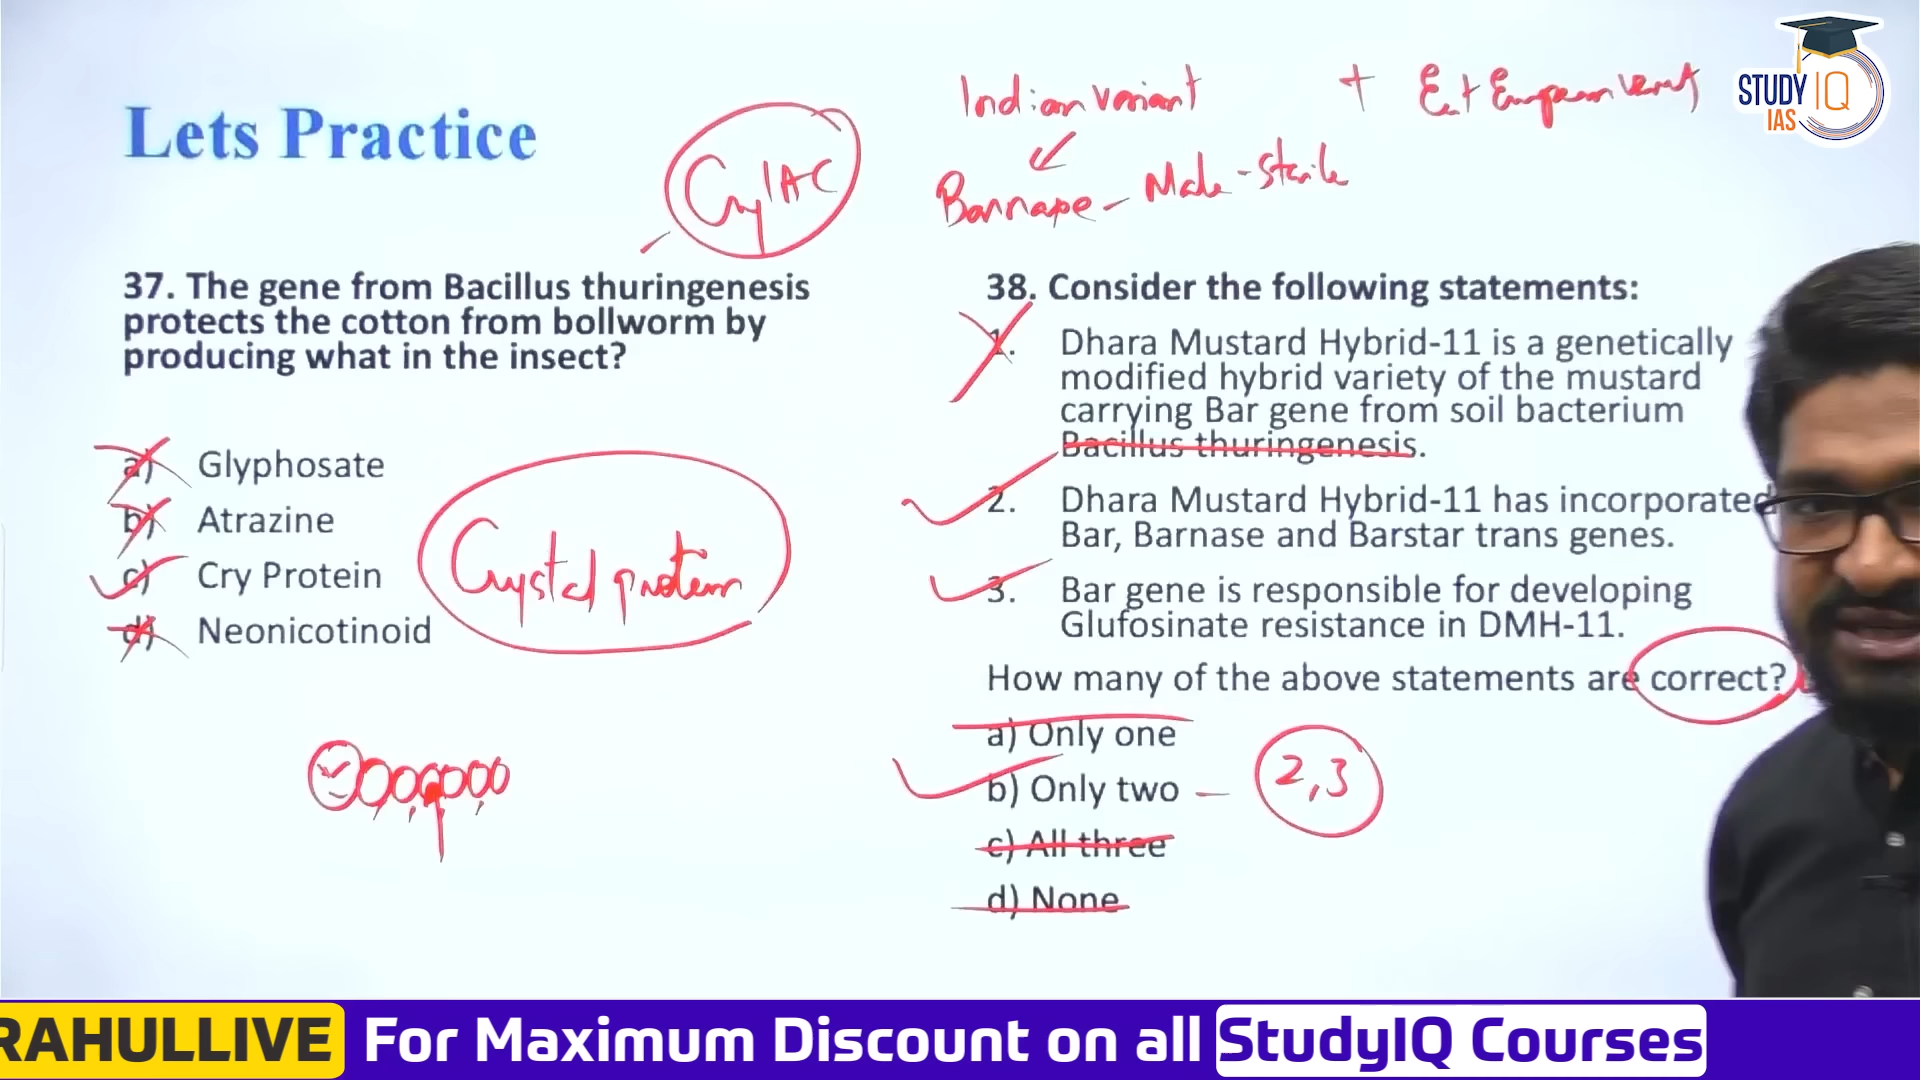 Lets Practice
Cry 1AC
Indian variant + East European variety
Barnase - Male - Sterile
STUDY IQ
IAS
37. The gene from Bacillus thuringenesis
protects the cotton from bollworm by
producing what in the insect?
a) Glyphosate
b) Atrazine
c) Cry Protein
d) Neonicotinoid
Crystal protein
38. Consider the following statements:
1. Dhara Mustard Hybrid-11 is a genetically
modified hybrid variety of the mustard
carrying Bar gene from soil bacterium
Bacillus thuringenesis.
2. Dhara Mustard Hybrid-11 has incorporated
Bar, Barnase and Barstar trans genes.
3. Bar gene is responsible for developing
Glufosinate resistance in DMH-11.
How many of the above statements are correct?
a) Only one
b) Only two - 2,3
c) All three
d) None
RAHULLIVE For Maximum Discount on all StudyIQ Courses